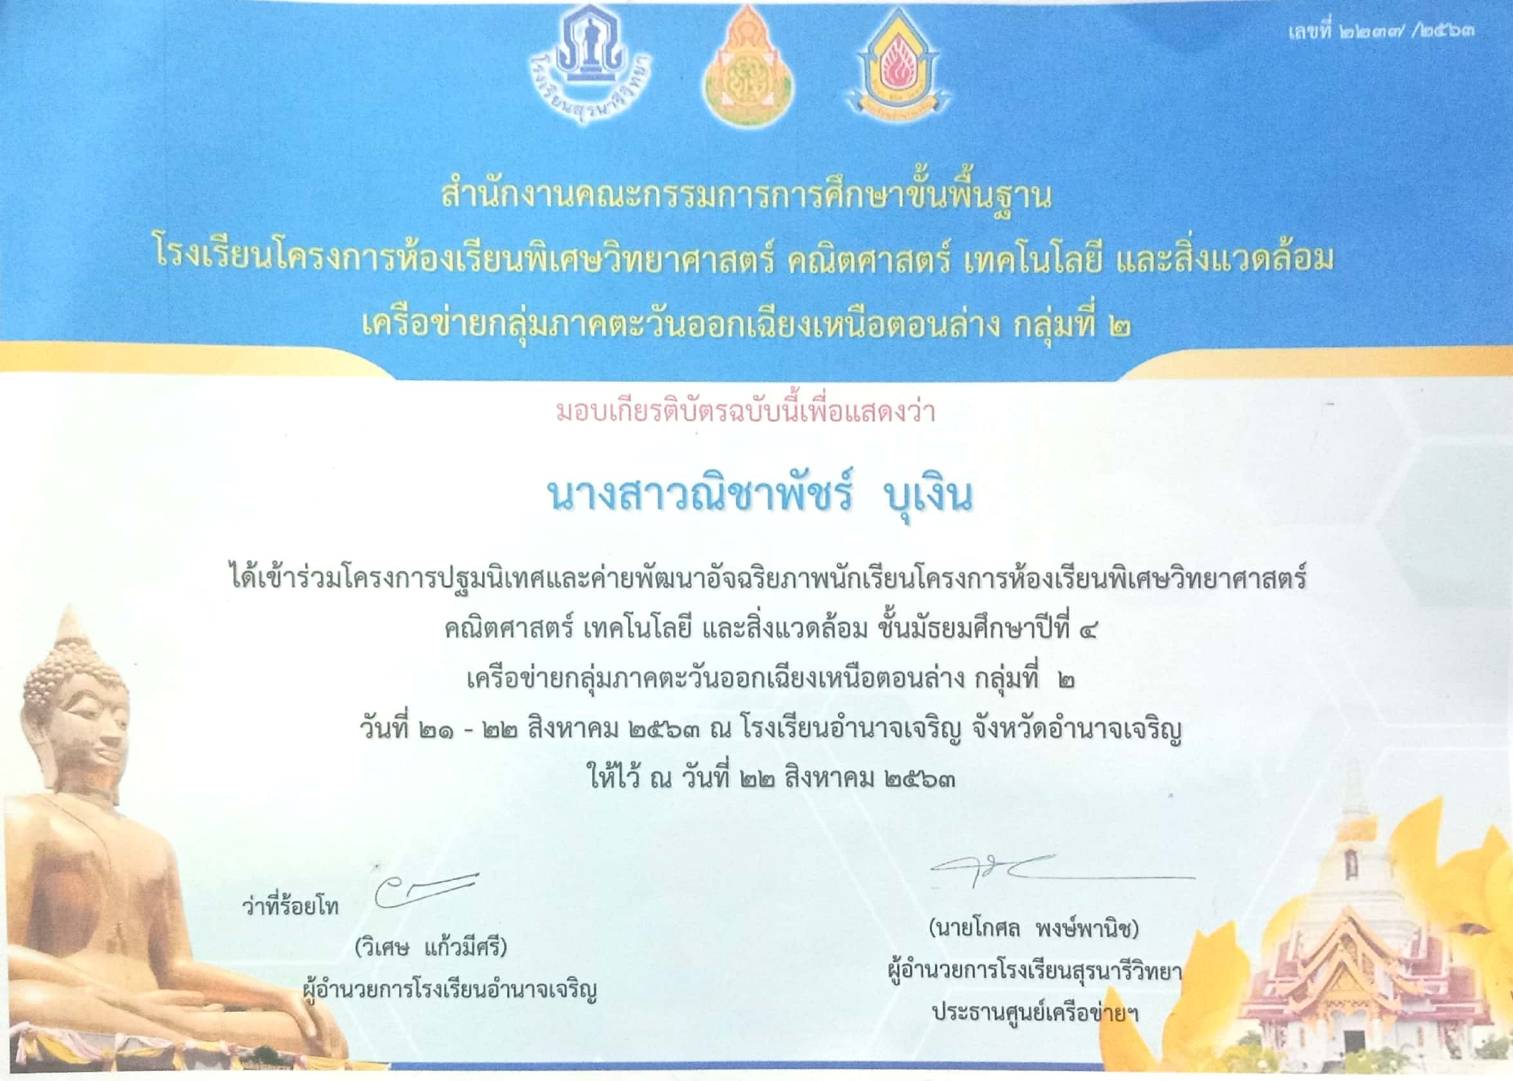 เลขที่ ๒๒๓๗ /๒๕๖๓
โรงเรียนสุรนารีวิทยา
สำนักงานคณะกรรมการการศึกษาขั้นพื้นฐาน
โรงเรียนโครงการห้องเรียนพิเศษวิทยาศาสตร์ คณิตศาสตร์ เทคโนโลยี และสิ่งแวดล้อม
เครือข่ายกลุ่มภาคตะวันออกเฉียงเหนือตอนล่าง กลุ่มที่ ๒
มอบเกียรติบัตรฉบับนี้เพื่อแสดงว่า
นางสาวณิชาพัชร์ บุเงิน
ได้เข้าร่วมโครงการปฐมนิเทศและค่ายพัฒนาอัจฉริยภาพนักเรียนโครงการห้องเรียนพิเศษวิทยาศาสตร์
คณิตศาสตร์ เทคโนโลยี และสิ่งแวดล้อม ชั้นมัธยมศึกษาปีที่ ๔
เครือข่ายกลุ่มภาคตะวันออกเฉียงเหนือตอนล่าง กลุ่มที่ ๒
วันที่ ๒๑ - ๒๒ สิงหาคม ๒๕๖๓ ณ โรงเรียนอำนาจเจริญ จังหวัดอำนาจเจริญ
ให้ไว้ ณ วันที่ ๒๒ สิงหาคม ๒๕๖๓
ว่าที่ร้อยโท
(วิเศษ แก้วมีศรี)
ผู้อำนวยการโรงเรียนอำนาจเจริญ
(นายโกศล พงษ์พานิช)
ผู้อำนวยการโรงเรียนสุรนารีวิทยา
ประธานศูนย์เครือข่ายฯ